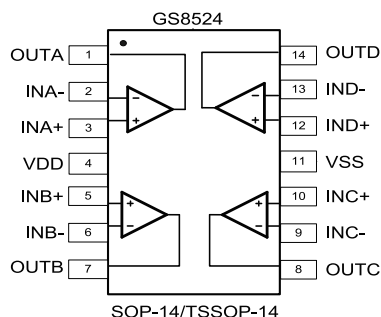 GS8524
OUTA 1 14 OUTD
INA- 2 - - 13 IND-
INA+ 3 + + 12 IND+
VDD 4 11 VSS
INB+ 5 + + 10 INC+
INB- 6 - - 9 INC-
OUTB 7 8 OUTC
SOP-14/TSSOP-14